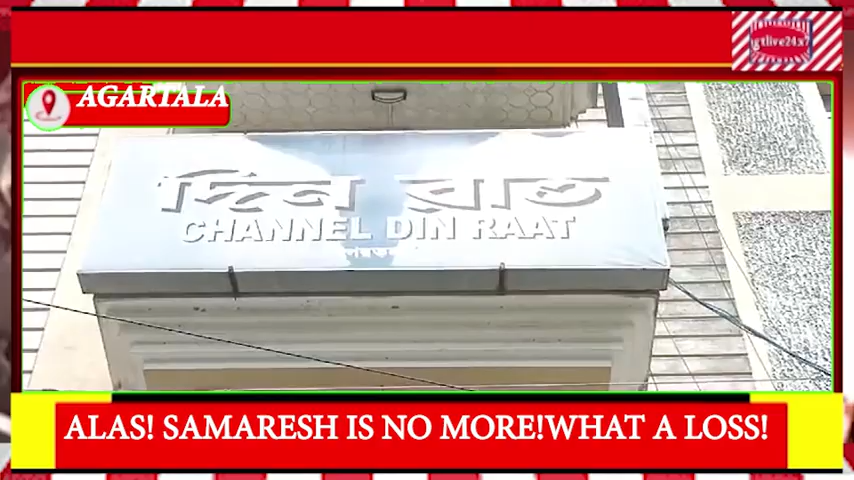 gtlive24x7
AGARTALA
দিন রাত
CHANNEL DIN RAAT
ALAS! SAMARESH IS NO MORE!WHAT A LOSS!